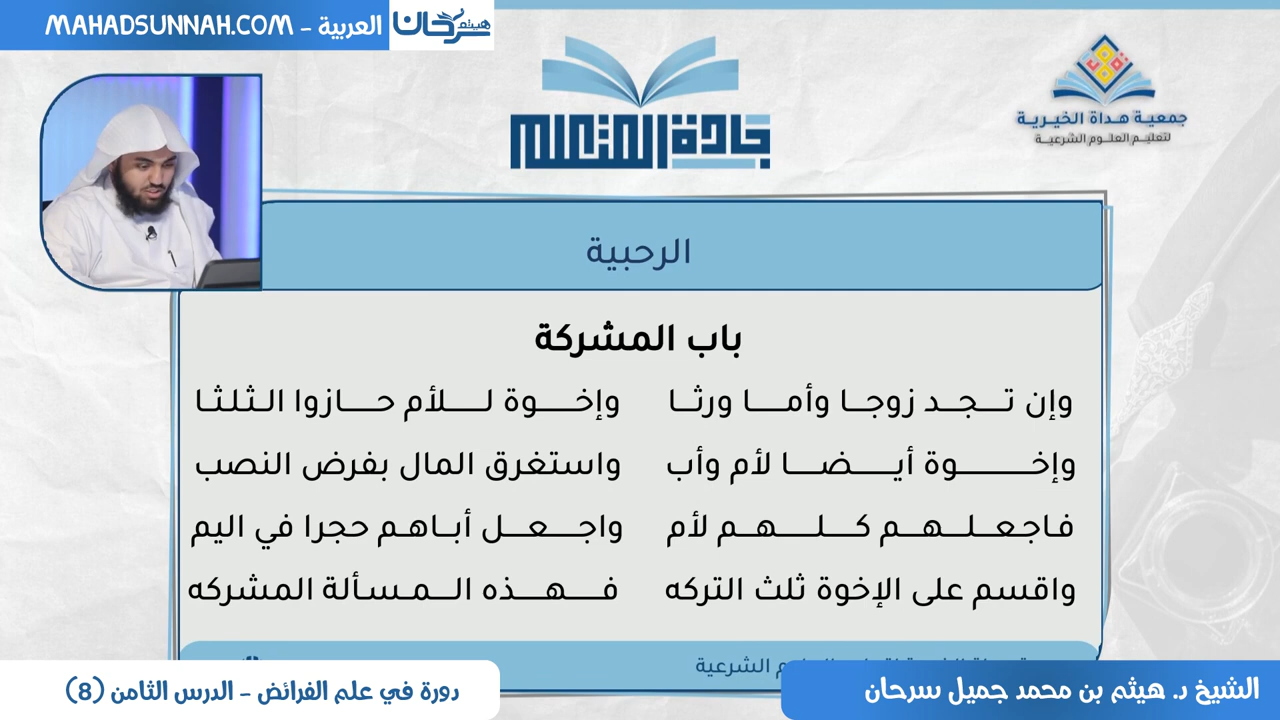 MAHADSUNNAH.COM - العربية
هيثم سرحان
جادة المتعلم
جمعية هداة الخيرية
لتعليم العلوم الشرعية
الرحبية
باب المشركة
وإن تجد زوجا وأما ورثا وإخوة للأم حازوا الثلثا
وإخوة أيضا لأم وأب واستغرق المال بفرض النصب
فاجعلهم كلهم لأم واجعل أباهم حجرا في اليم
واقسم على الإخوة ثلث التركه فهذه المسألة المشركه
الشرعية
الشيخ د. هيثم بن محمد جميل سرحان
دورة في علم الفرائض - الدرس الثامن (8)